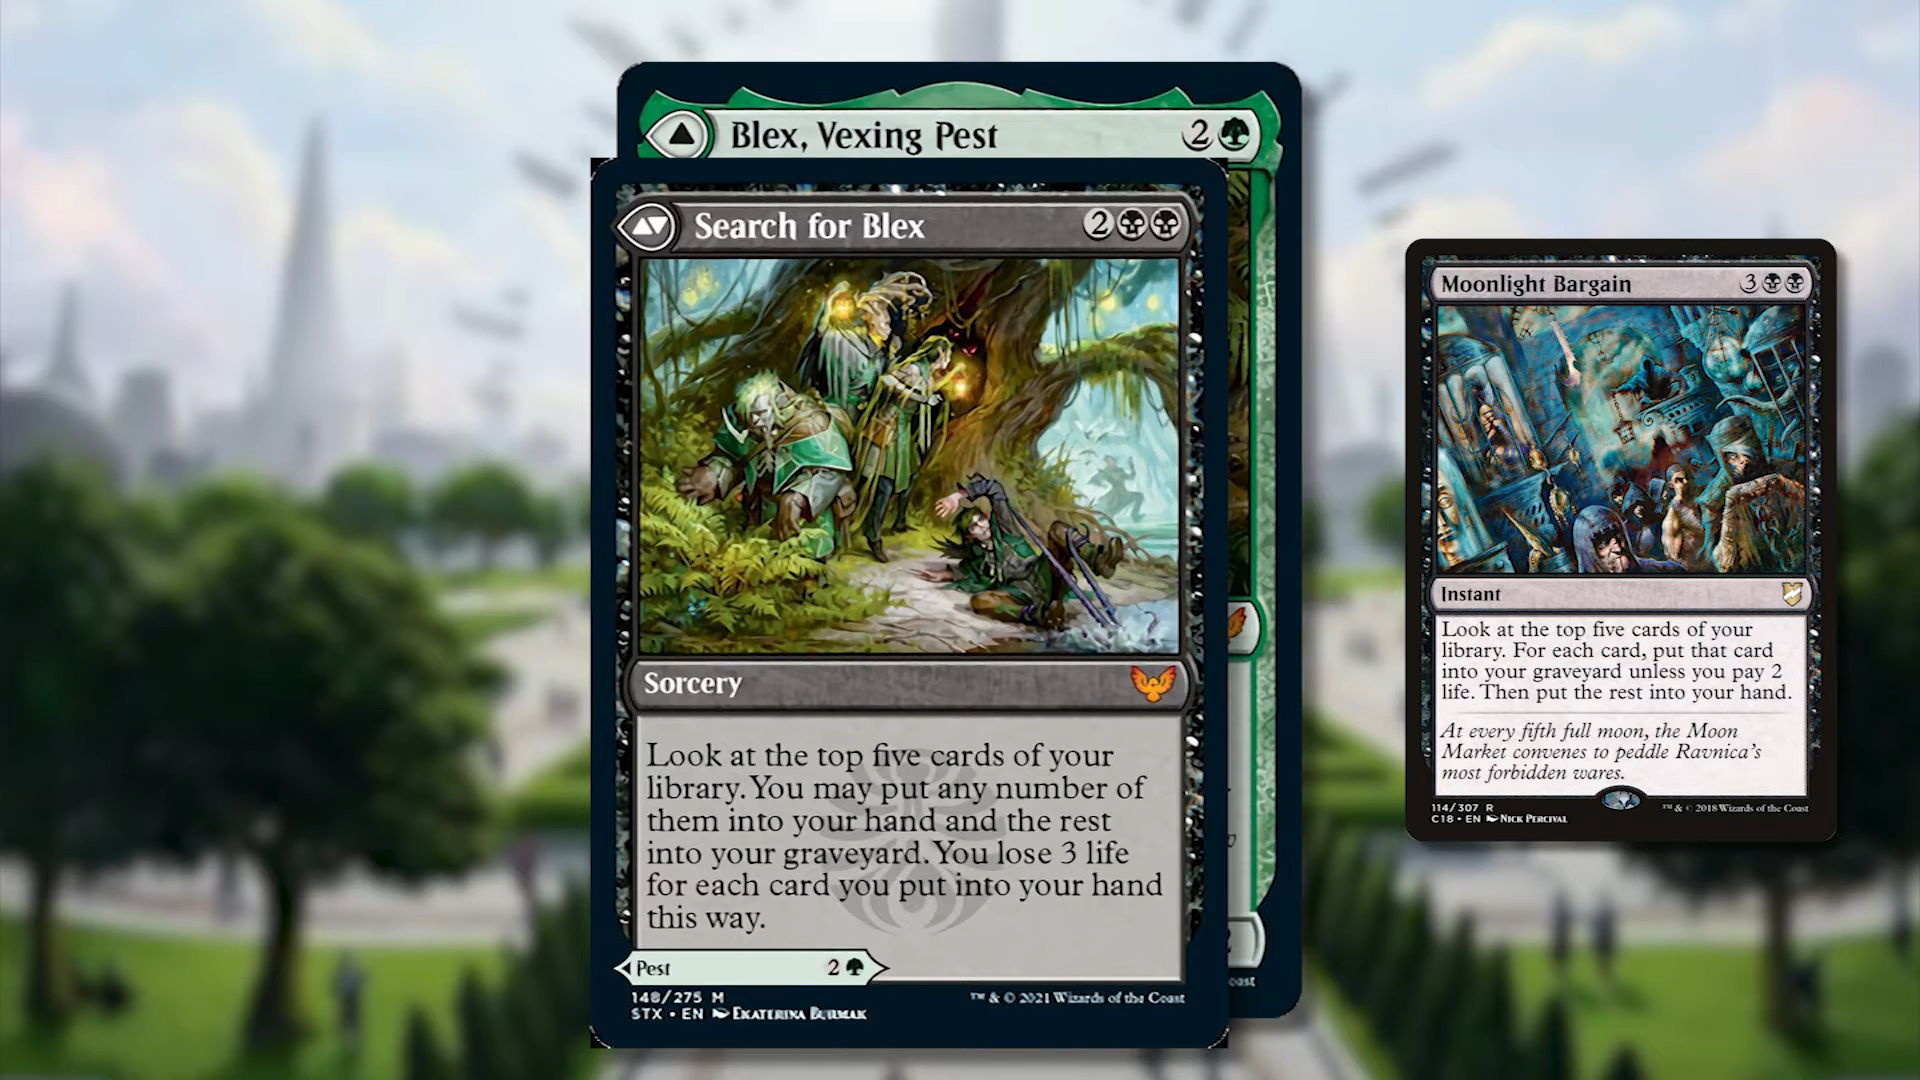 Blex, Vexing Pest 2
Search for Blex 2
Sorcery
Look at the top five cards of your
library. You may put any number of
them into your hand and the rest
into your graveyard. You lose 3 life
for each card you put into your hand
this way.
Pest 2
148/275 M
STX • EN Ekaterina Burmak
™ & © 2021 Wizards of the Coast
Moonlight Bargain 3
Instant
Look at the top five cards of your
library. For each card, put that card
into your graveyard unless you pay 2
life. Then put the rest into your hand.
At every fifth full moon, the Moon
Market convenes to peddle Ravnica's
most forbidden wares.
114/307 R
C18 • EN Nick Percival
™ & © 2018 Wizards of the Coast